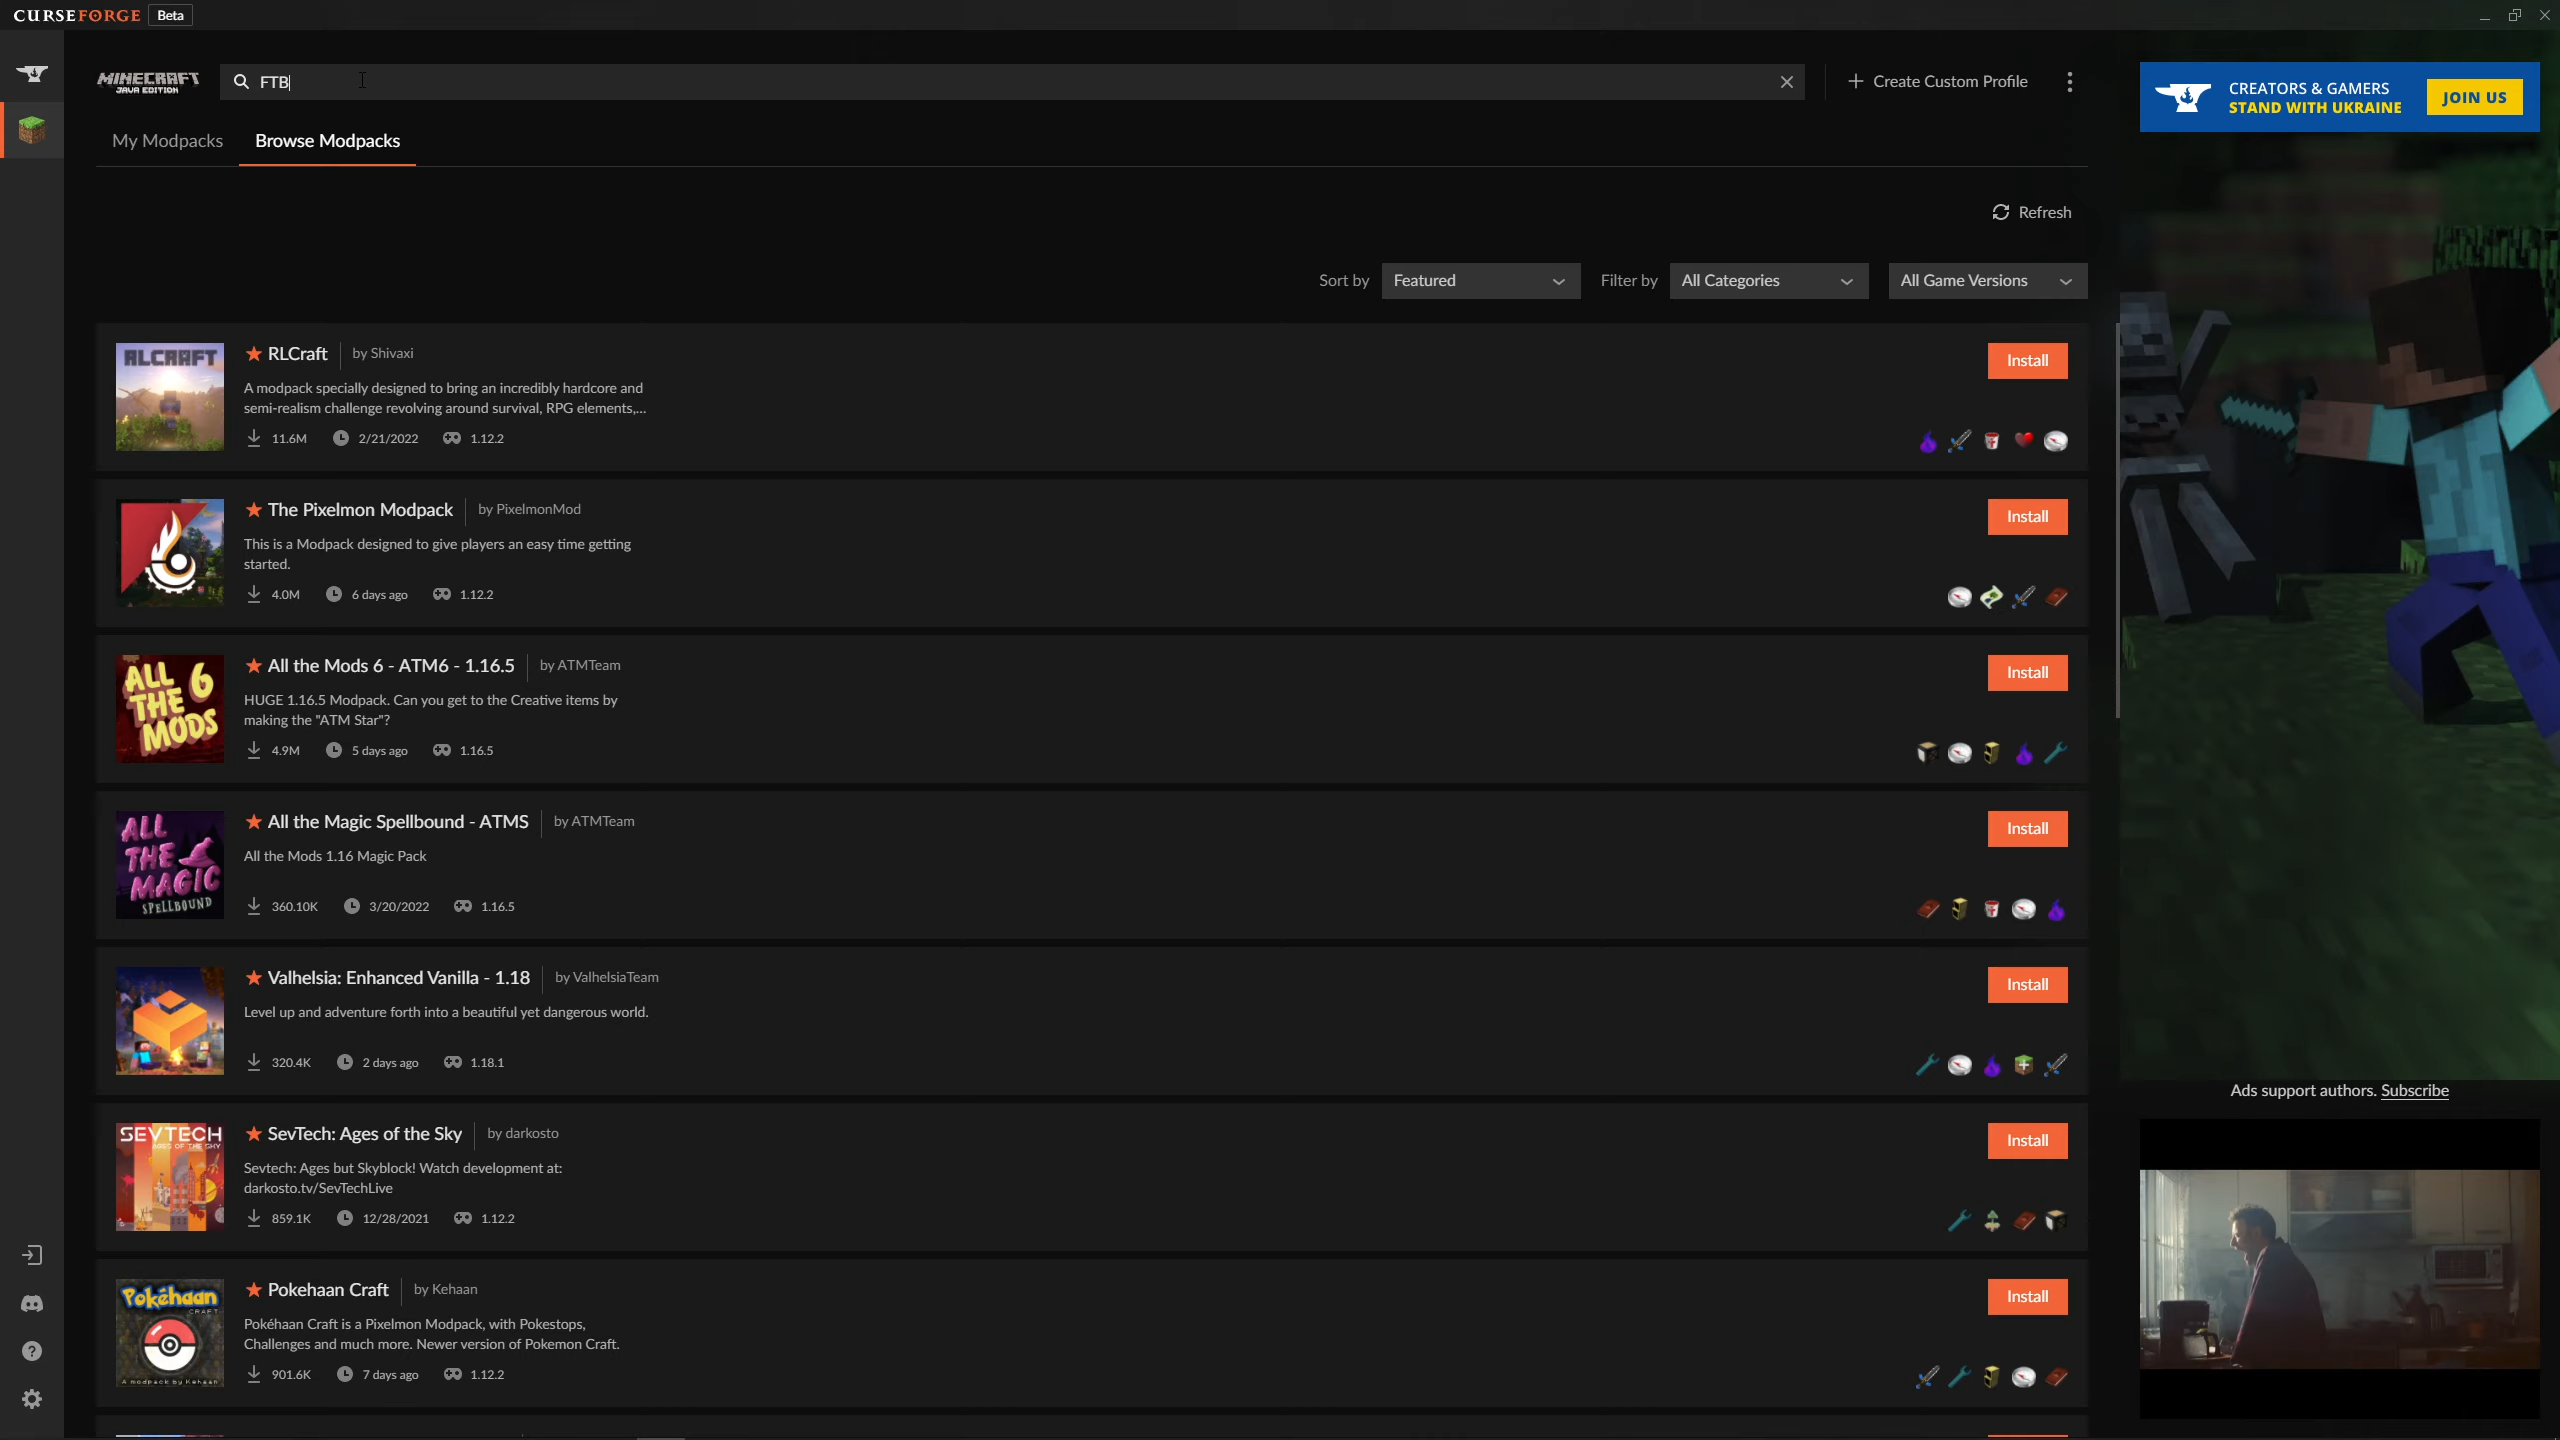 CURSEFORGE Beta
MINECRAFT
JAVA EDITION
FTB
Create Custom Profile
My Modpacks
Browse Modpacks
Refresh
Sort by Featured
Filter by All Categories
All Game Versions
RLCRAFT
RLCraft by Shivaxi
Install
A modpack specially designed to bring an incredibly hardcore and
semi-realism challenge revolving around survival, RPG elements,...
11.6M 2/21/2022 1.12.2
The Pixelmon Modpack by PixelmonMod
Install
This is a Modpack designed to give players an easy time getting
started.
4.0M 6 days ago 1.12.2
ALL 6
THE
MODS
All the Mods 6 - ATM6 - 1.16.5 by ATMTeam
Install
HUGE 1.16.5 Modpack. Can you get to the Creative items by
making the "ATM Star"?
4.9M 5 days ago 1.16.5
ALL
THE
MAGIC
SPELLBOUND
All the Magic Spellbound - ATMS by ATMTeam
Install
All the Mods 1.16 Magic Pack
360.10K 3/20/2022 1.16.5
Valhelsia: Enhanced Vanilla - 1.18 by ValhelsiaTeam
Install
Level up and adventure forth into a beautiful yet dangerous world.
320.4K 2 days ago 1.18.1
SEVTECH
AGES OF THE SKY
SevTech: Ages of the Sky by darkosto
Install
Sevtech: Ages but Skyblock! Watch development at:
darkosto.tv/SevTechLive
859.1K 12/28/2021 1.12.2
Pokéhaan
CRAFT
A modpack by Kehaan
Pokehaan Craft by Kehaan
Install
Pokéhaan Craft is a Pixelmon Modpack, with Pokestops,
Challenges and much more. Newer version of Pokemon Craft.
901.6K 7 days ago 1.12.2
CREATORS & GAMERS
STAND WITH UKRAINE
JOIN US
Ads support authors. Subscribe